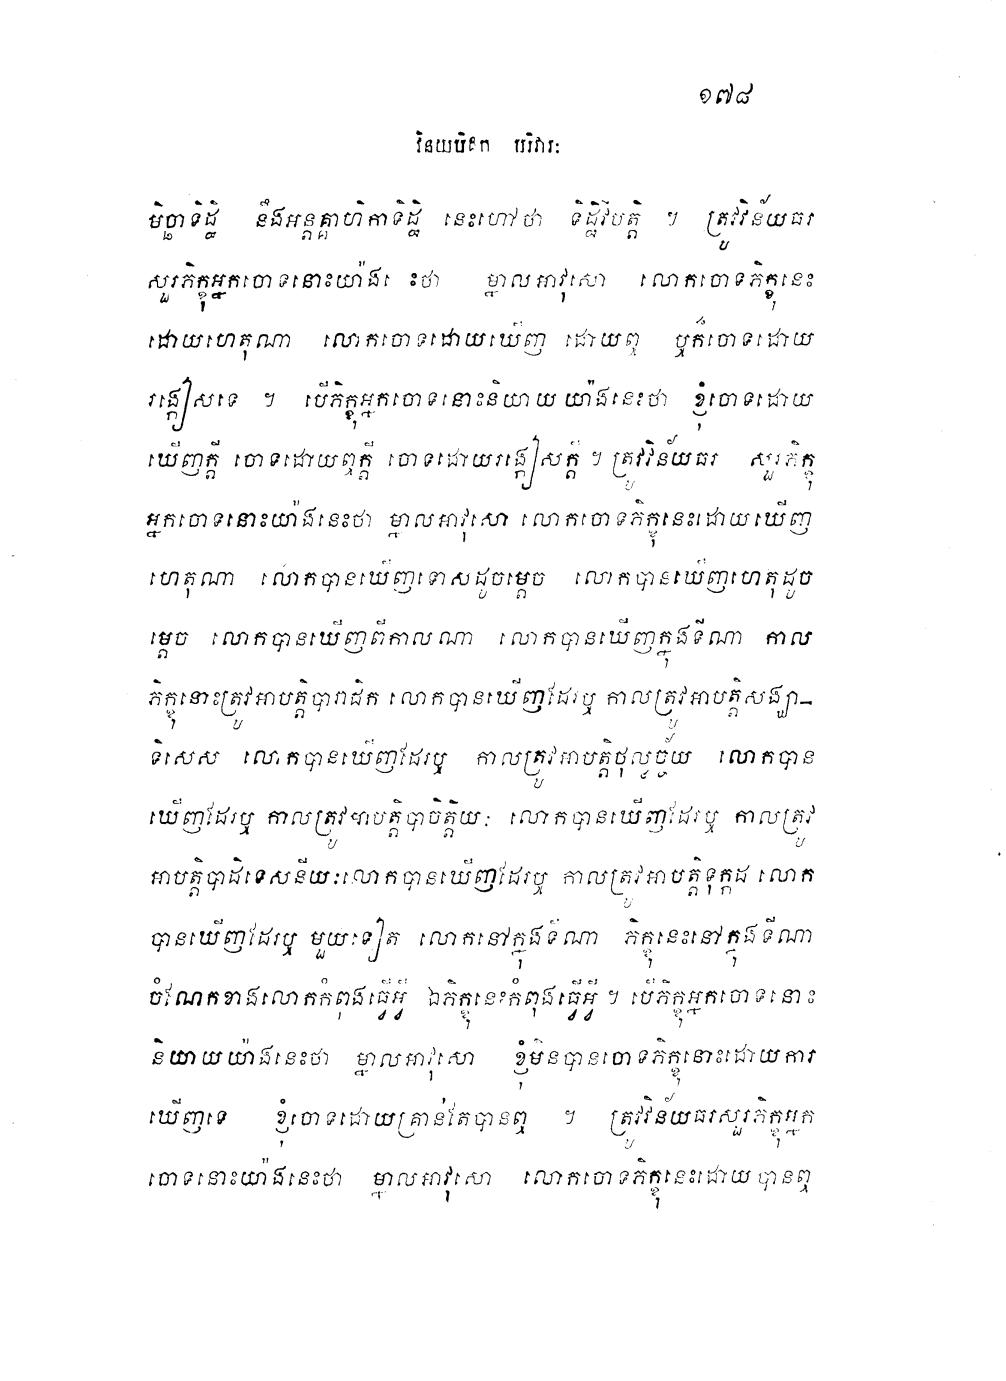 ១៧៨
វិនយបិដក បរិវារៈ
មិច្ឆាទិដ្ឋិ នឹងអន្តគ្គាហិកាទិដ្ឋិ នេះហៅថា ទិដ្ឋិវិបត្តិ ។ ត្រូវវិន័យធរ
សួរភិក្ខុអ្នកចោទនោះយ៉ាងនេះថា ម្នាលអាវុសោ លោកចោទភិក្ខុនេះ
ដោយហេតុណា លោកចោទដោយឃើញ ដោយឮ ឬក៏ចោទដោយ
រង្កៀសទេ ។ បើភិក្ខុអ្នកចោទនោះនិយាយយ៉ាងនេះថា ខ្ញុំចោទដោយ
ឃើញក្តី ចោទដោយឮក្តី ចោទដោយរង្កៀសក្តី ។ ត្រូវវិន័យធរ សួរភិក្ខុ
អ្នកចោទនោះយ៉ាងនេះថា ម្នាលអាវុសោ លោកចោទភិក្ខុនេះដោយឃើញ
ហេតុណា លោកបានឃើញទោសដូចម្តេច លោកបានឃើញហេតុដូច
ម្តេច លោកបានឃើញពីកាលណា លោកបានឃើញក្នុងទីណា កាល
ភិក្ខុនោះត្រូវអាបត្តិបារាជិក លោកបានឃើញដែរឬ កាលត្រូវអាបត្តិសង្ឃា-
ទិសេស លោកបានឃើញដែរឬ កាលត្រូវអាបត្តិថុល្លច្ច័យ លោកបាន
ឃើញដែរឬ កាលត្រូវអាបត្តិបាចិត្តិយៈ លោកបានឃើញដែរឬ កាលត្រូវ
អាបត្តិបាដិទេសនីយៈលោកបានឃើញដែរឬ កាលត្រូវអាបត្តិទុក្កដ លោក
បានឃើញដែរឬ មួយទៀត លោកនៅក្នុងទីណា ភិក្ខុនេះនៅក្នុងទីណា
ចំណែកខាងលោកកំពុងធ្វើអ្វី ឯភិក្ខុនេះកំពុងធ្វើអ្វី ។ បើភិក្ខុអ្នកចោទនោះ
និយាយយ៉ាងនេះថា ម្នាលអាវុសោ ខ្ញុំមិនបានចោទភិក្ខុនោះដោយការ
ឃើញទេ ខ្ញុំចោទដោយគ្រាន់តែបានឮ ។ ត្រូវវិន័យធរសួរភិក្ខុអ្នក
ចោទនោះយ៉ាងនេះថា ម្នាលអាវុសោ លោកចោទភិក្ខុនេះដោយបានឮ